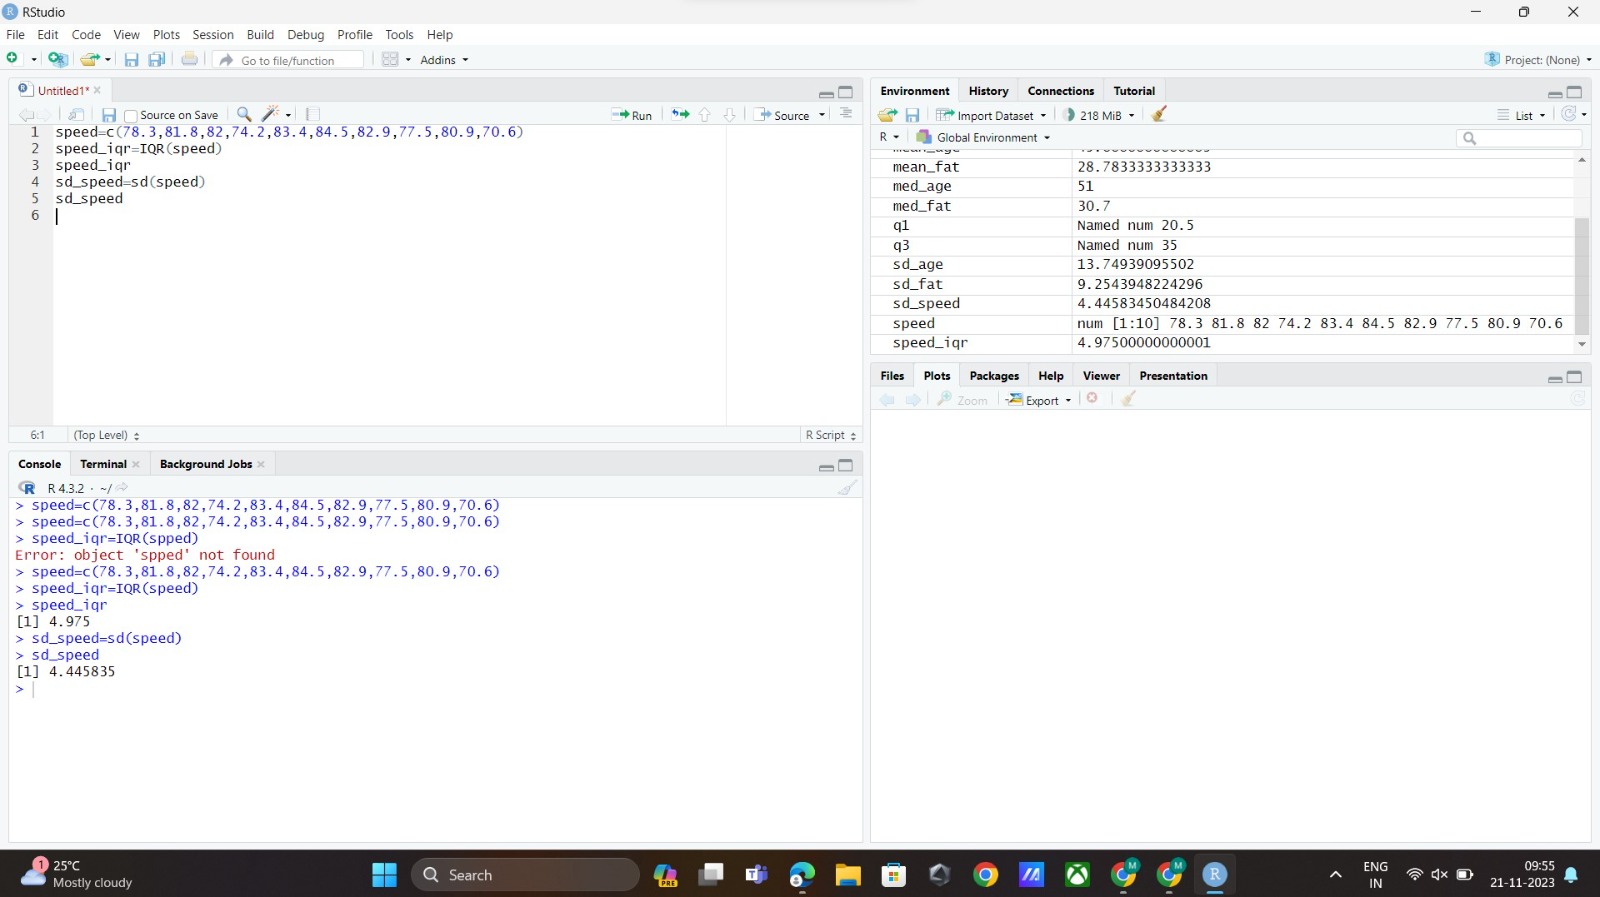 RStudio
File Edit Code View Plots Session Build Debug Profile Tools Help
Go to file/function Addins Project: (None)
Untitled1*
Source on Save Run Source
1 speed=c(78.3,81.8,82,74.2,83.4,84.5,82.9,77.5,80.9,70.6)
2 speed_iqr=IQR(speed)
3 speed_iqr
4 sd_speed=sd(speed)
5 sd_speed
6
6:1 (Top Level) R Script
Console Terminal Background Jobs
R 4.3.2 · ~/
> speed=c(78.3,81.8,82,74.2,83.4,84.5,82.9,77.5,80.9,70.6)
> speed=c(78.3,81.8,82,74.2,83.4,84.5,82.9,77.5,80.9,70.6)
> speed_iqr=IQR(spped)
Error: object 'spped' not found
> speed=c(78.3,81.8,82,74.2,83.4,84.5,82.9,77.5,80.9,70.6)
> speed_iqr=IQR(speed)
> speed_iqr
[1] 4.975
> sd_speed=sd(speed)
> sd_speed
[1] 4.445835
>
Environment History Connections Tutorial
Import Dataset 218 MiB List
R Global Environment
mean_fat 28.7833333333333
med_age 51
med_fat 30.7
q1 Named num 20.5
q3 Named num 35
sd_age 13.74939095502
sd_fat 9.2543948224296
sd_speed 4.44583450484208
speed num [1:10] 78.3 81.8 82 74.2 83.4 84.5 82.9 77.5 80.9 70.6
speed_iqr 4.97500000000001
Files Plots Packages Help Viewer Presentation
Zoom Export
1 25°C
Mostly cloudy
Search
PRE
M M R
ENG
IN
09:55
21-11-2023